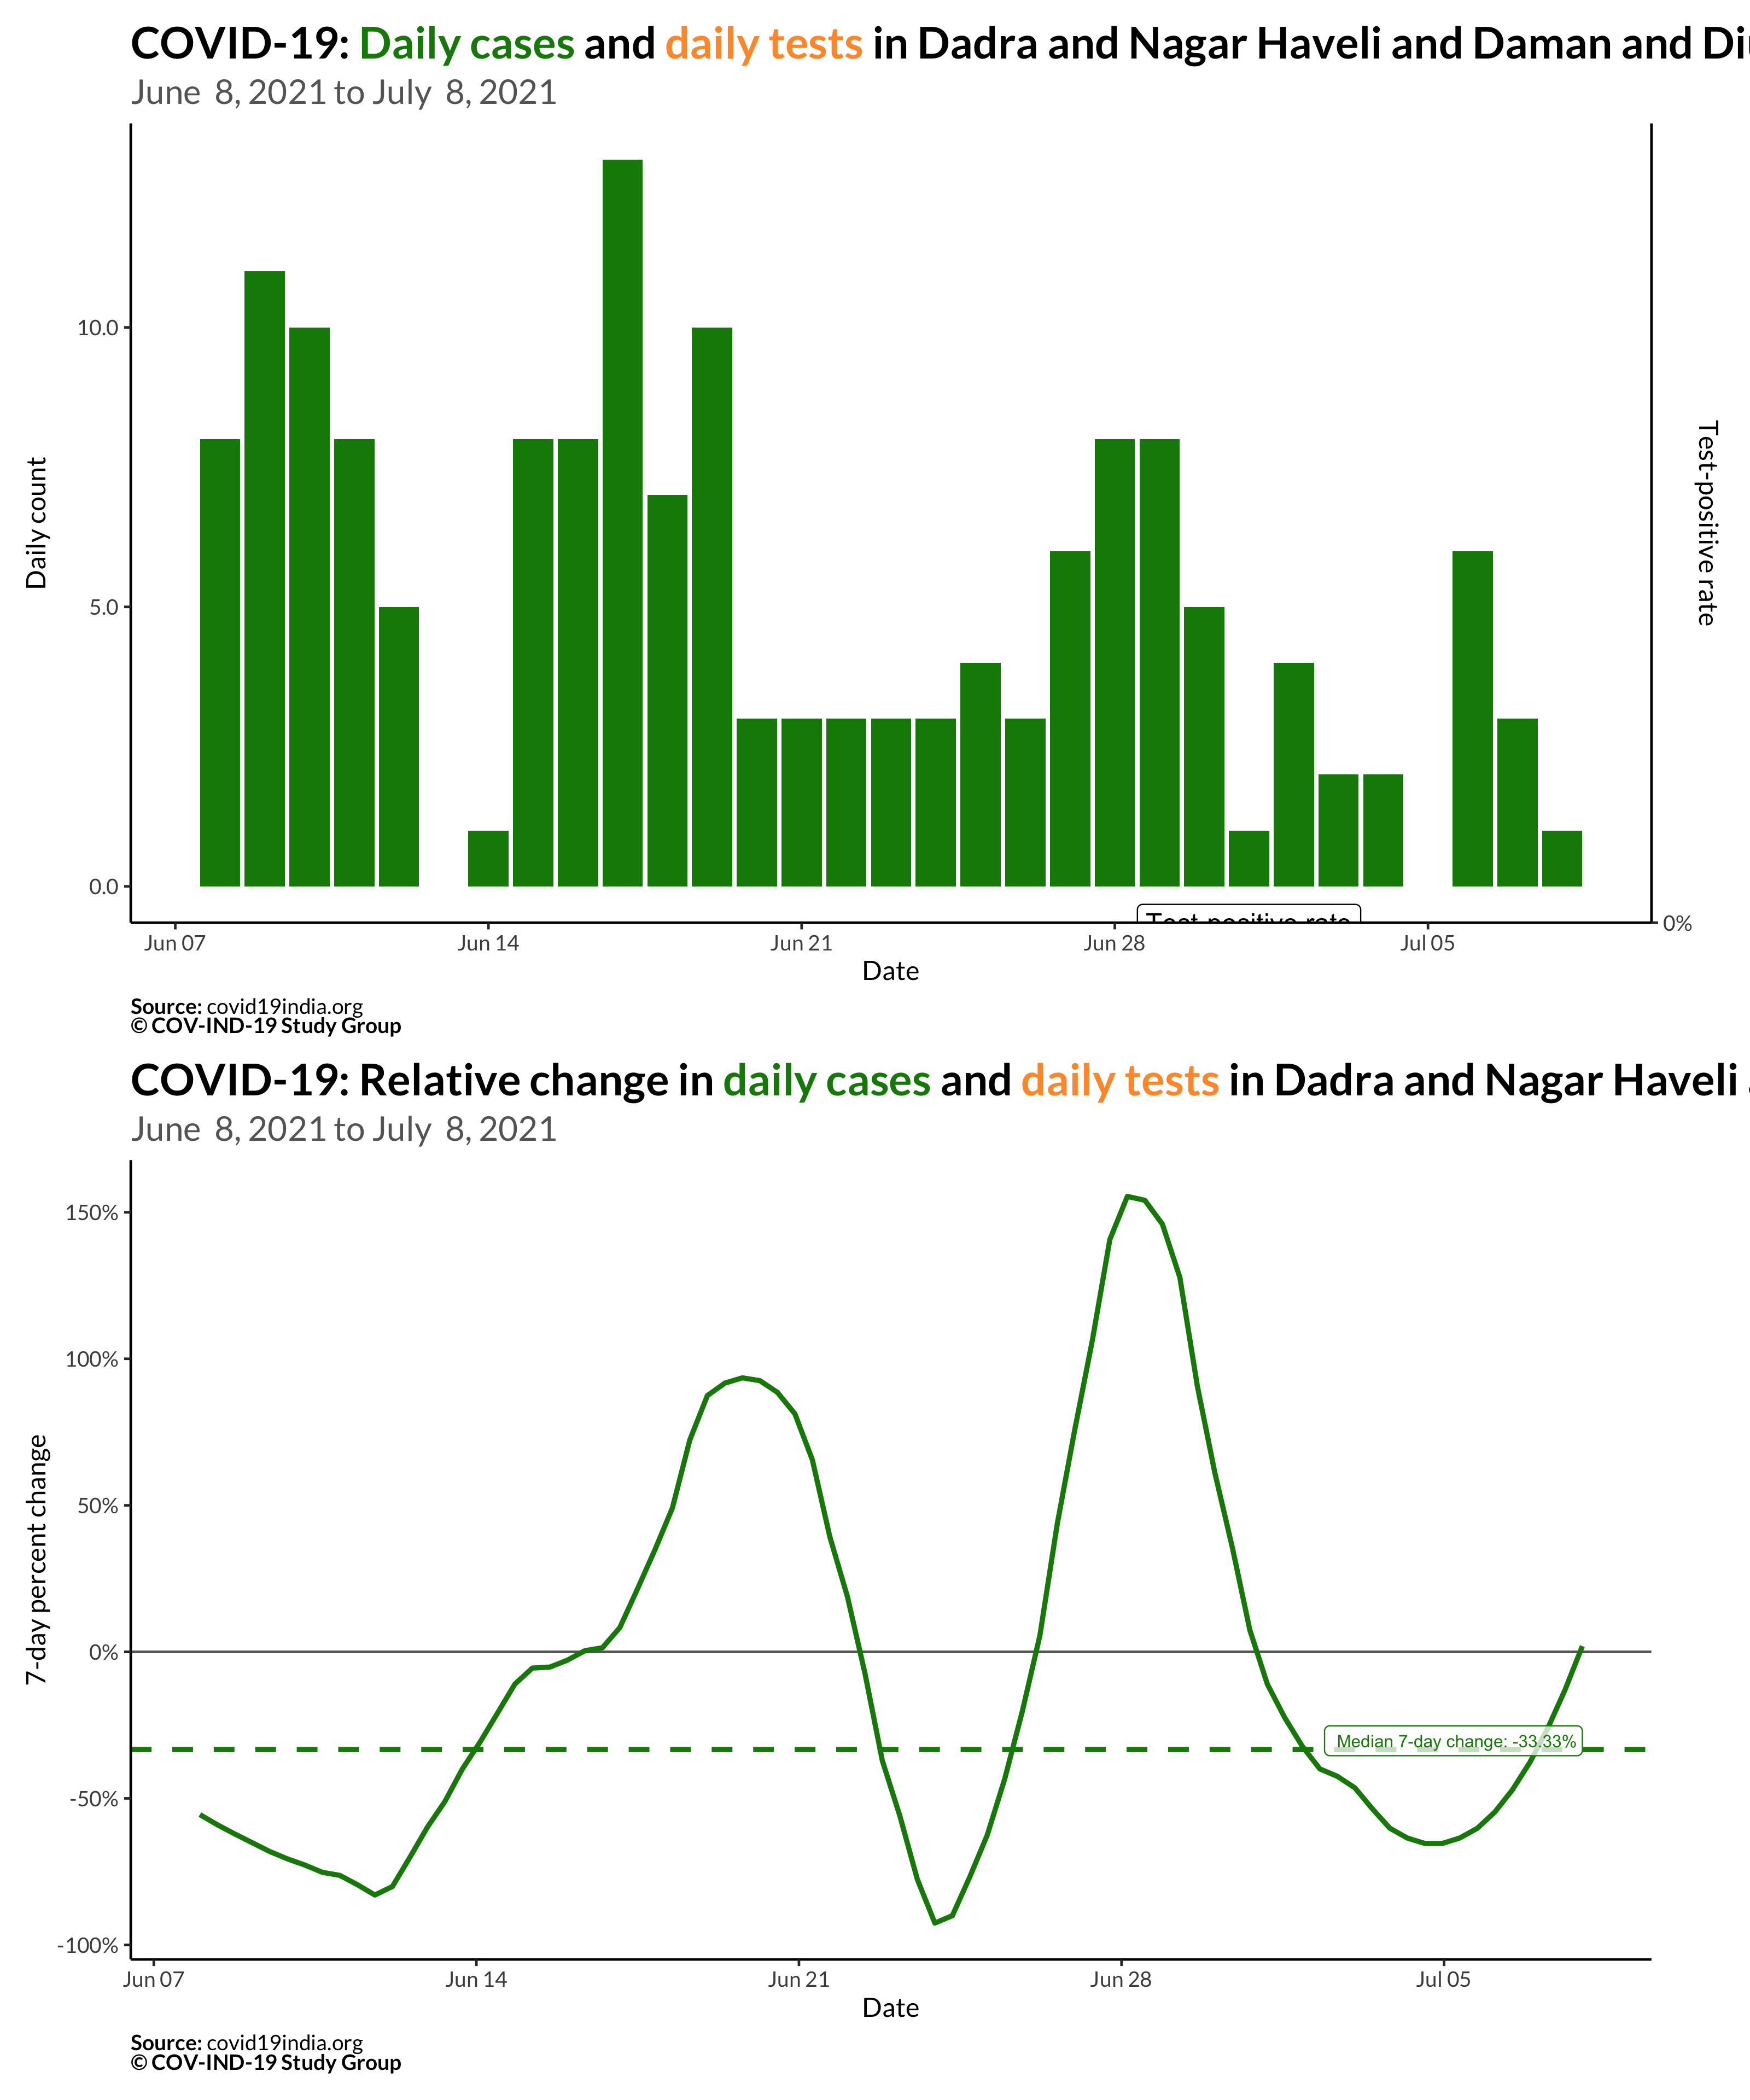 COVID-19: Daily cases and daily tests in Dadra and Nagar Haveli and Daman and Di
June 8, 2021 to July 8, 2021
10.0
5.0
0.0
Daily count
Test-positive rate
Test-positive rate
0%
Jun 07
Jun 14
Jun 21
Jun 28
Jul 05
Date
Source: covid19india.org
© COV-IND-19 Study Group
COVID-19: Relative change in daily cases and daily tests in Dadra and Nagar Haveli
June 8, 2021 to July 8, 2021
150%
100%
50%
0%
-50%
-100%
7-day percent change
Median 7-day change: -33.33%
Jun 07
Jun 14
Jun 21
Jun 28
Jul 05
Date
Source: covid19india.org
© COV-IND-19 Study Group